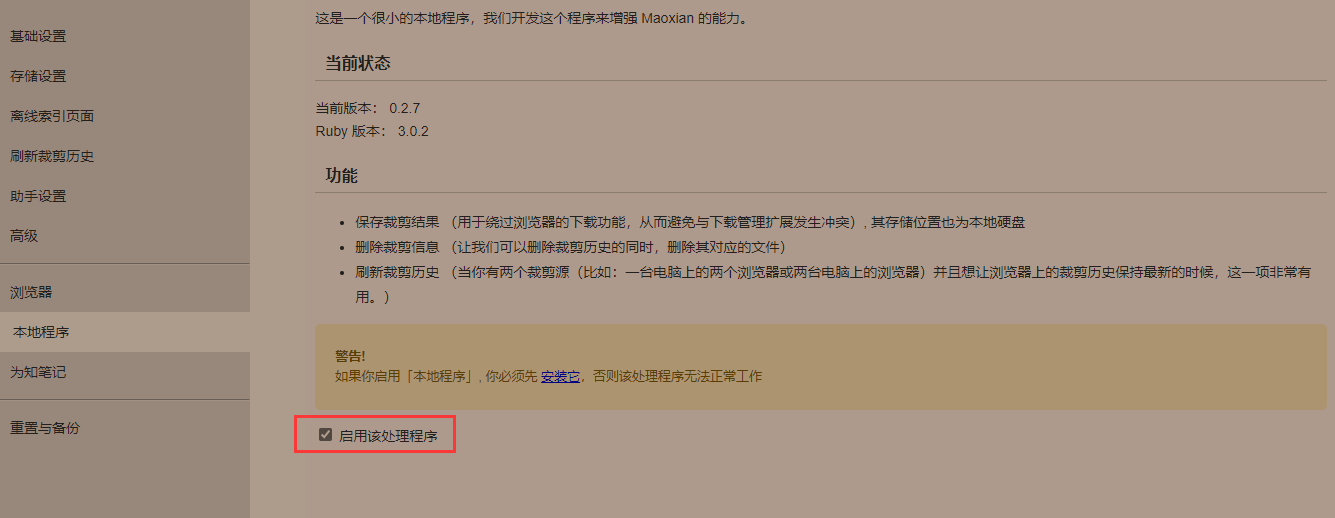 这是一个很小的本地程序，我们开发这个程序来增强 Maoxian 的能力。
基础设置
存储设置
离线索引页面
刷新裁剪历史
助手设置
高级
浏览器
本地程序
为知笔记
重置与备份
当前状态
当前版本： 0.2.7
Ruby 版本： 3.0.2
功能
• 保存裁剪结果 （用于绕过浏览器的下载功能，从而避免与下载管理扩展发生冲突）, 其存储位置也为本地硬盘
• 删除裁剪信息 （让我们可以删除裁剪历史的同时，删除其对应的文件）
• 刷新裁剪历史 （当你有两个裁剪源（比如：一台电脑上的两个浏览器或两台电脑上的浏览器）并且想让浏览器上的裁剪历史保持最新的时候，这一项非常有
用。）
警告!
如果你启用「本地程序」, 你必须先 安装它，否则该处理程序无法正常工作
启用该处理程序